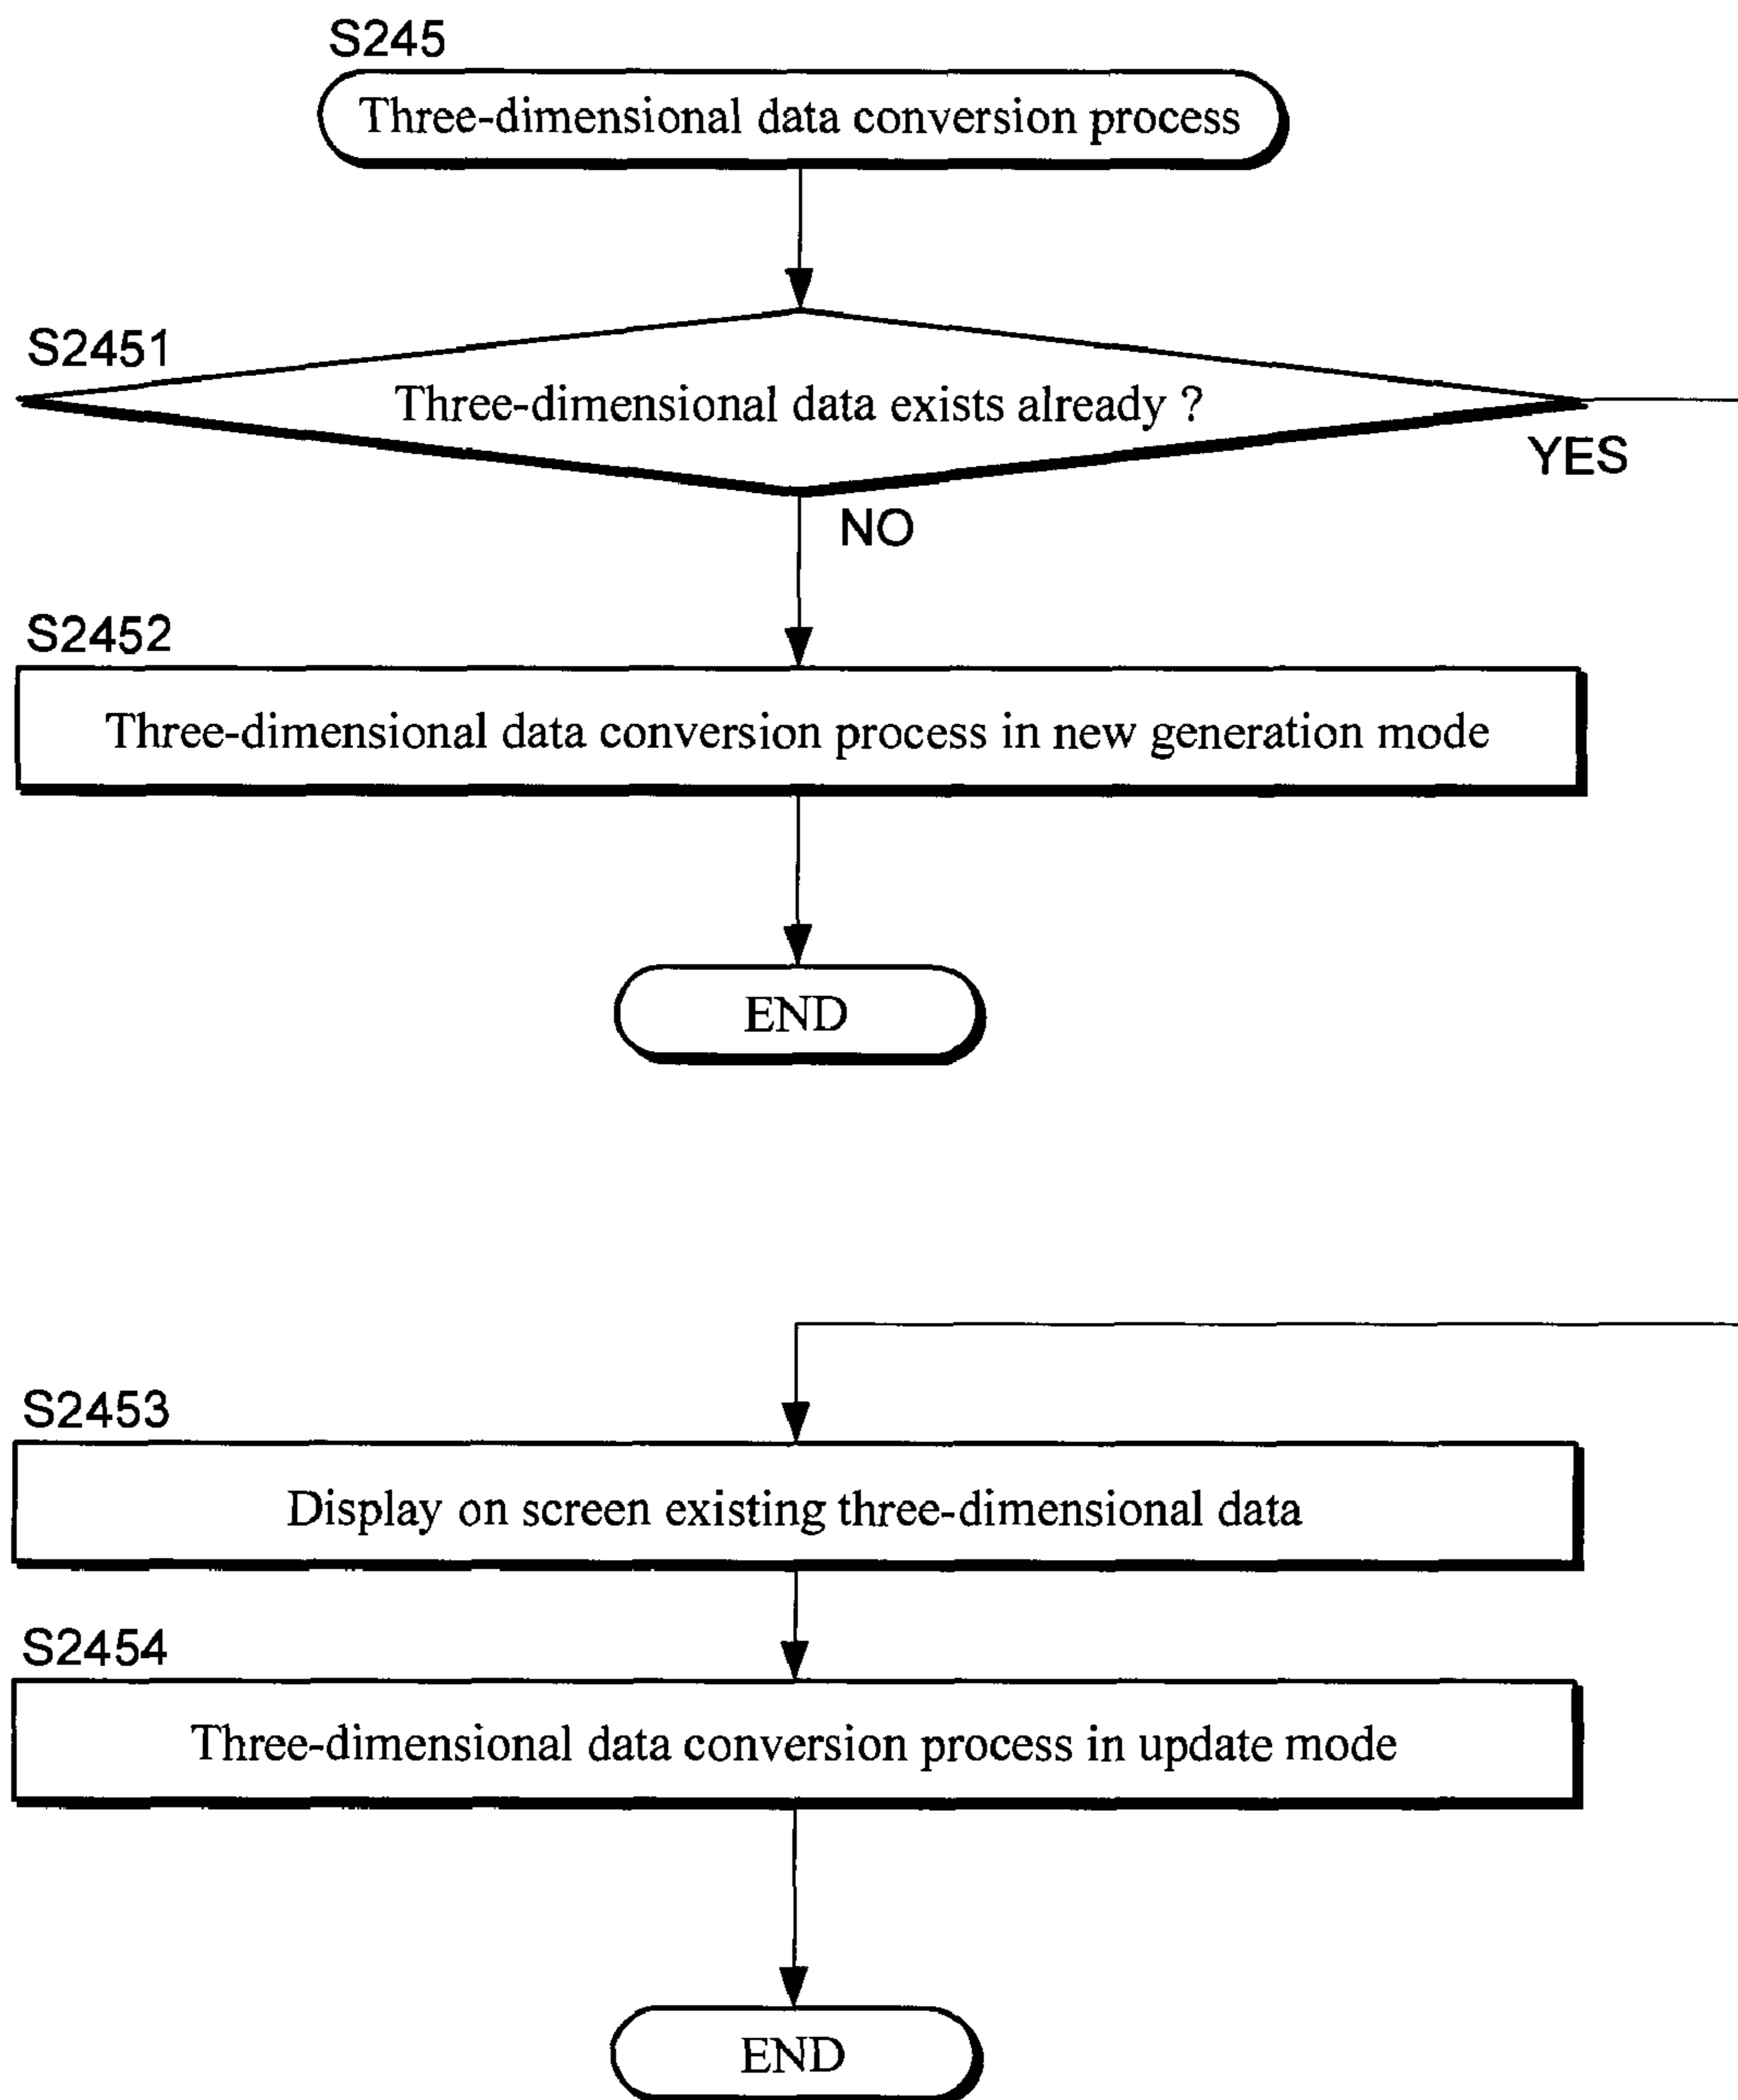 S245
Three-dimensional data conversion process
S2451
Three-dimensional data exists already ?
YES
NO
S2452
Three-dimensional data conversion process in new generation mode
END
S2453
Display on screen existing three-dimensional data
S2454
Three-dimensional data conversion process in update mode
END